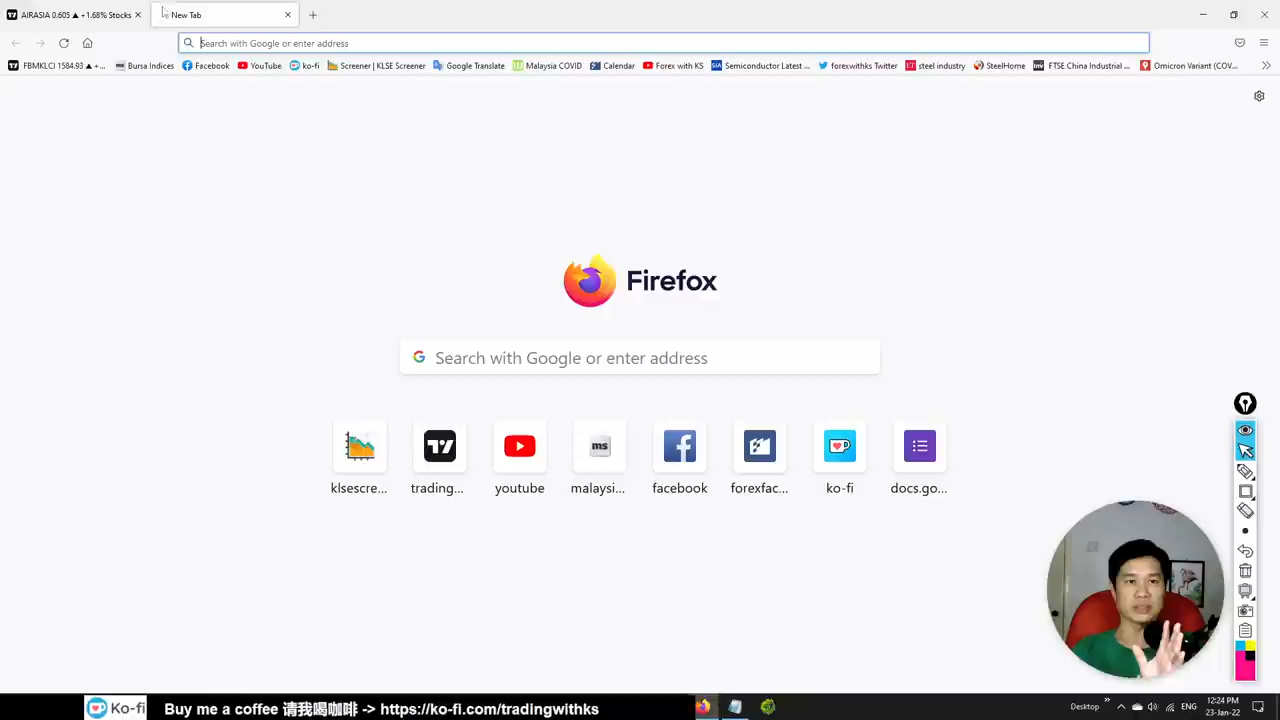 AIRASIA 0.605 ▲ +1.68% Stocks
New Tab
Search with Google or enter address
FBMKLCI 1584.93 ▲ +...
Bursa Indices
Facebook
YouTube
ko-fi
Screener | KLSE Screener
Google Translate
Malaysia COVID
Calendar
Forex with KS
Semiconductor Latest ...
forexwithks Twitter
steel industry
SteelHome
FTSE China Industrial ...
Omicron Variant (COV...
Firefox
Search with Google or enter address
klsescre...
trading...
youtube
ms
malaysi...
facebook
forexfac...
ko-fi
docs.go...
Ko-fi
Buy me a coffee 请我喝咖啡 -> https://ko-fi.com/tradingwithks
Desktop
ENG
12:24 PM
23-Jan-22